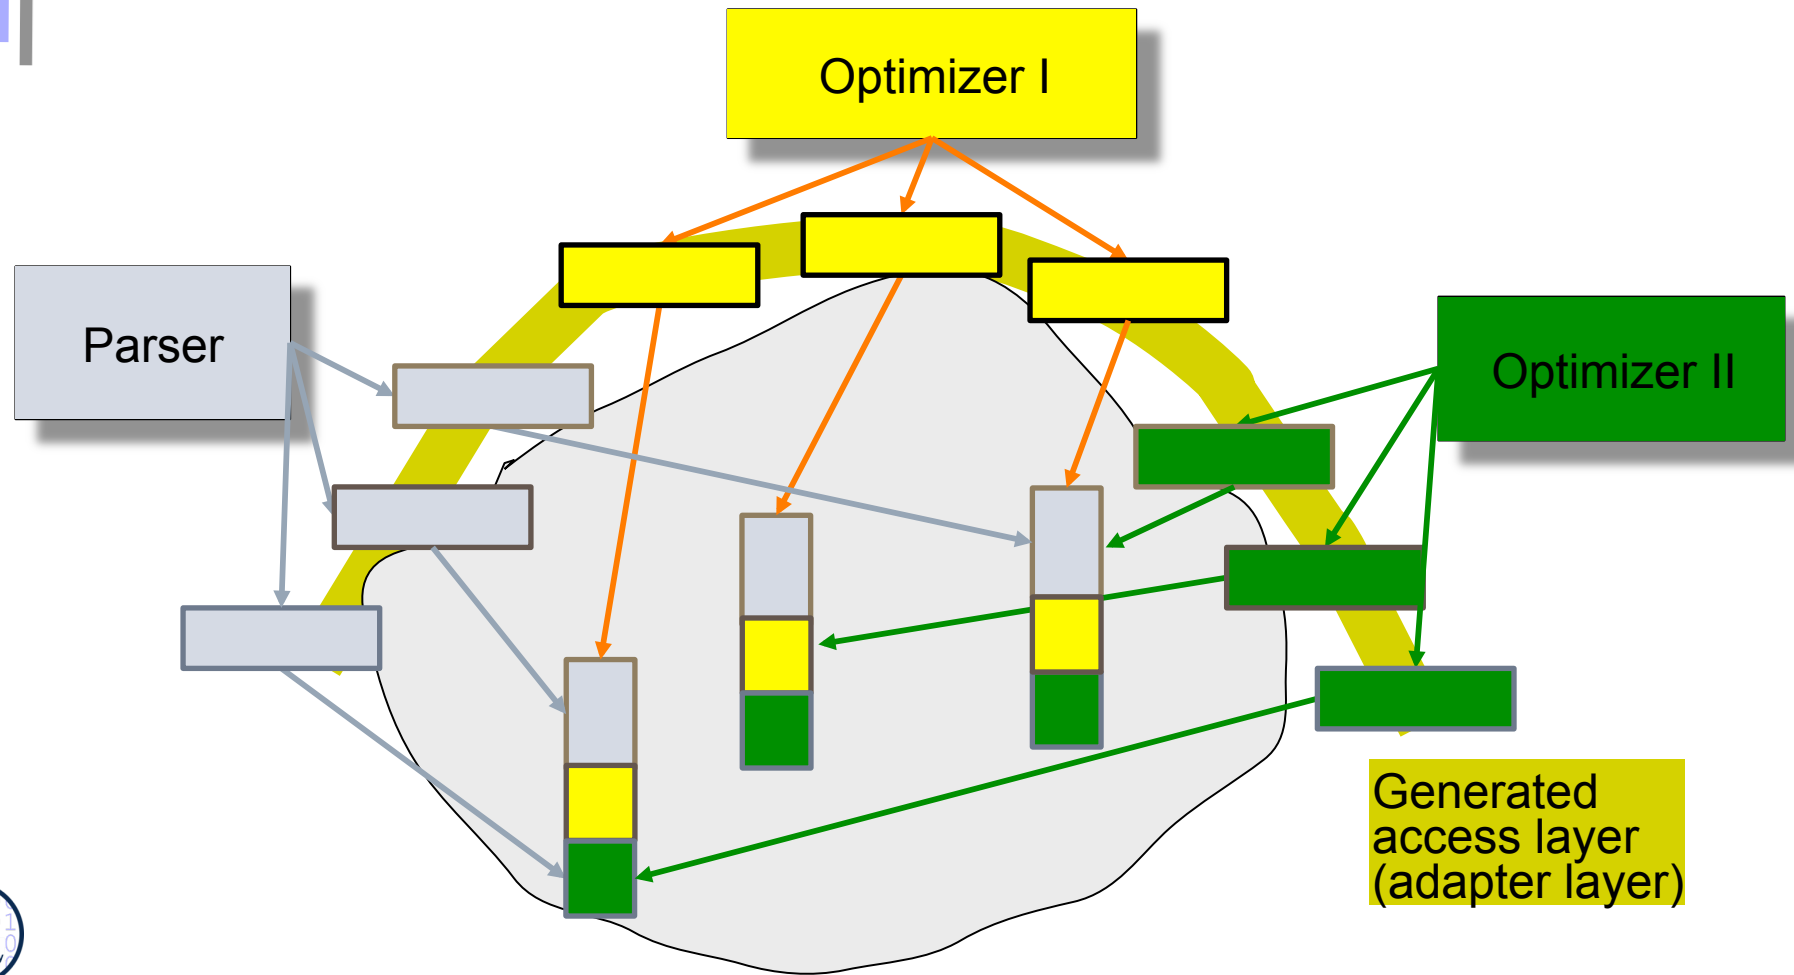 Optimizer I
Parser
Optimizer II
Generated
access layer
(adapter layer)